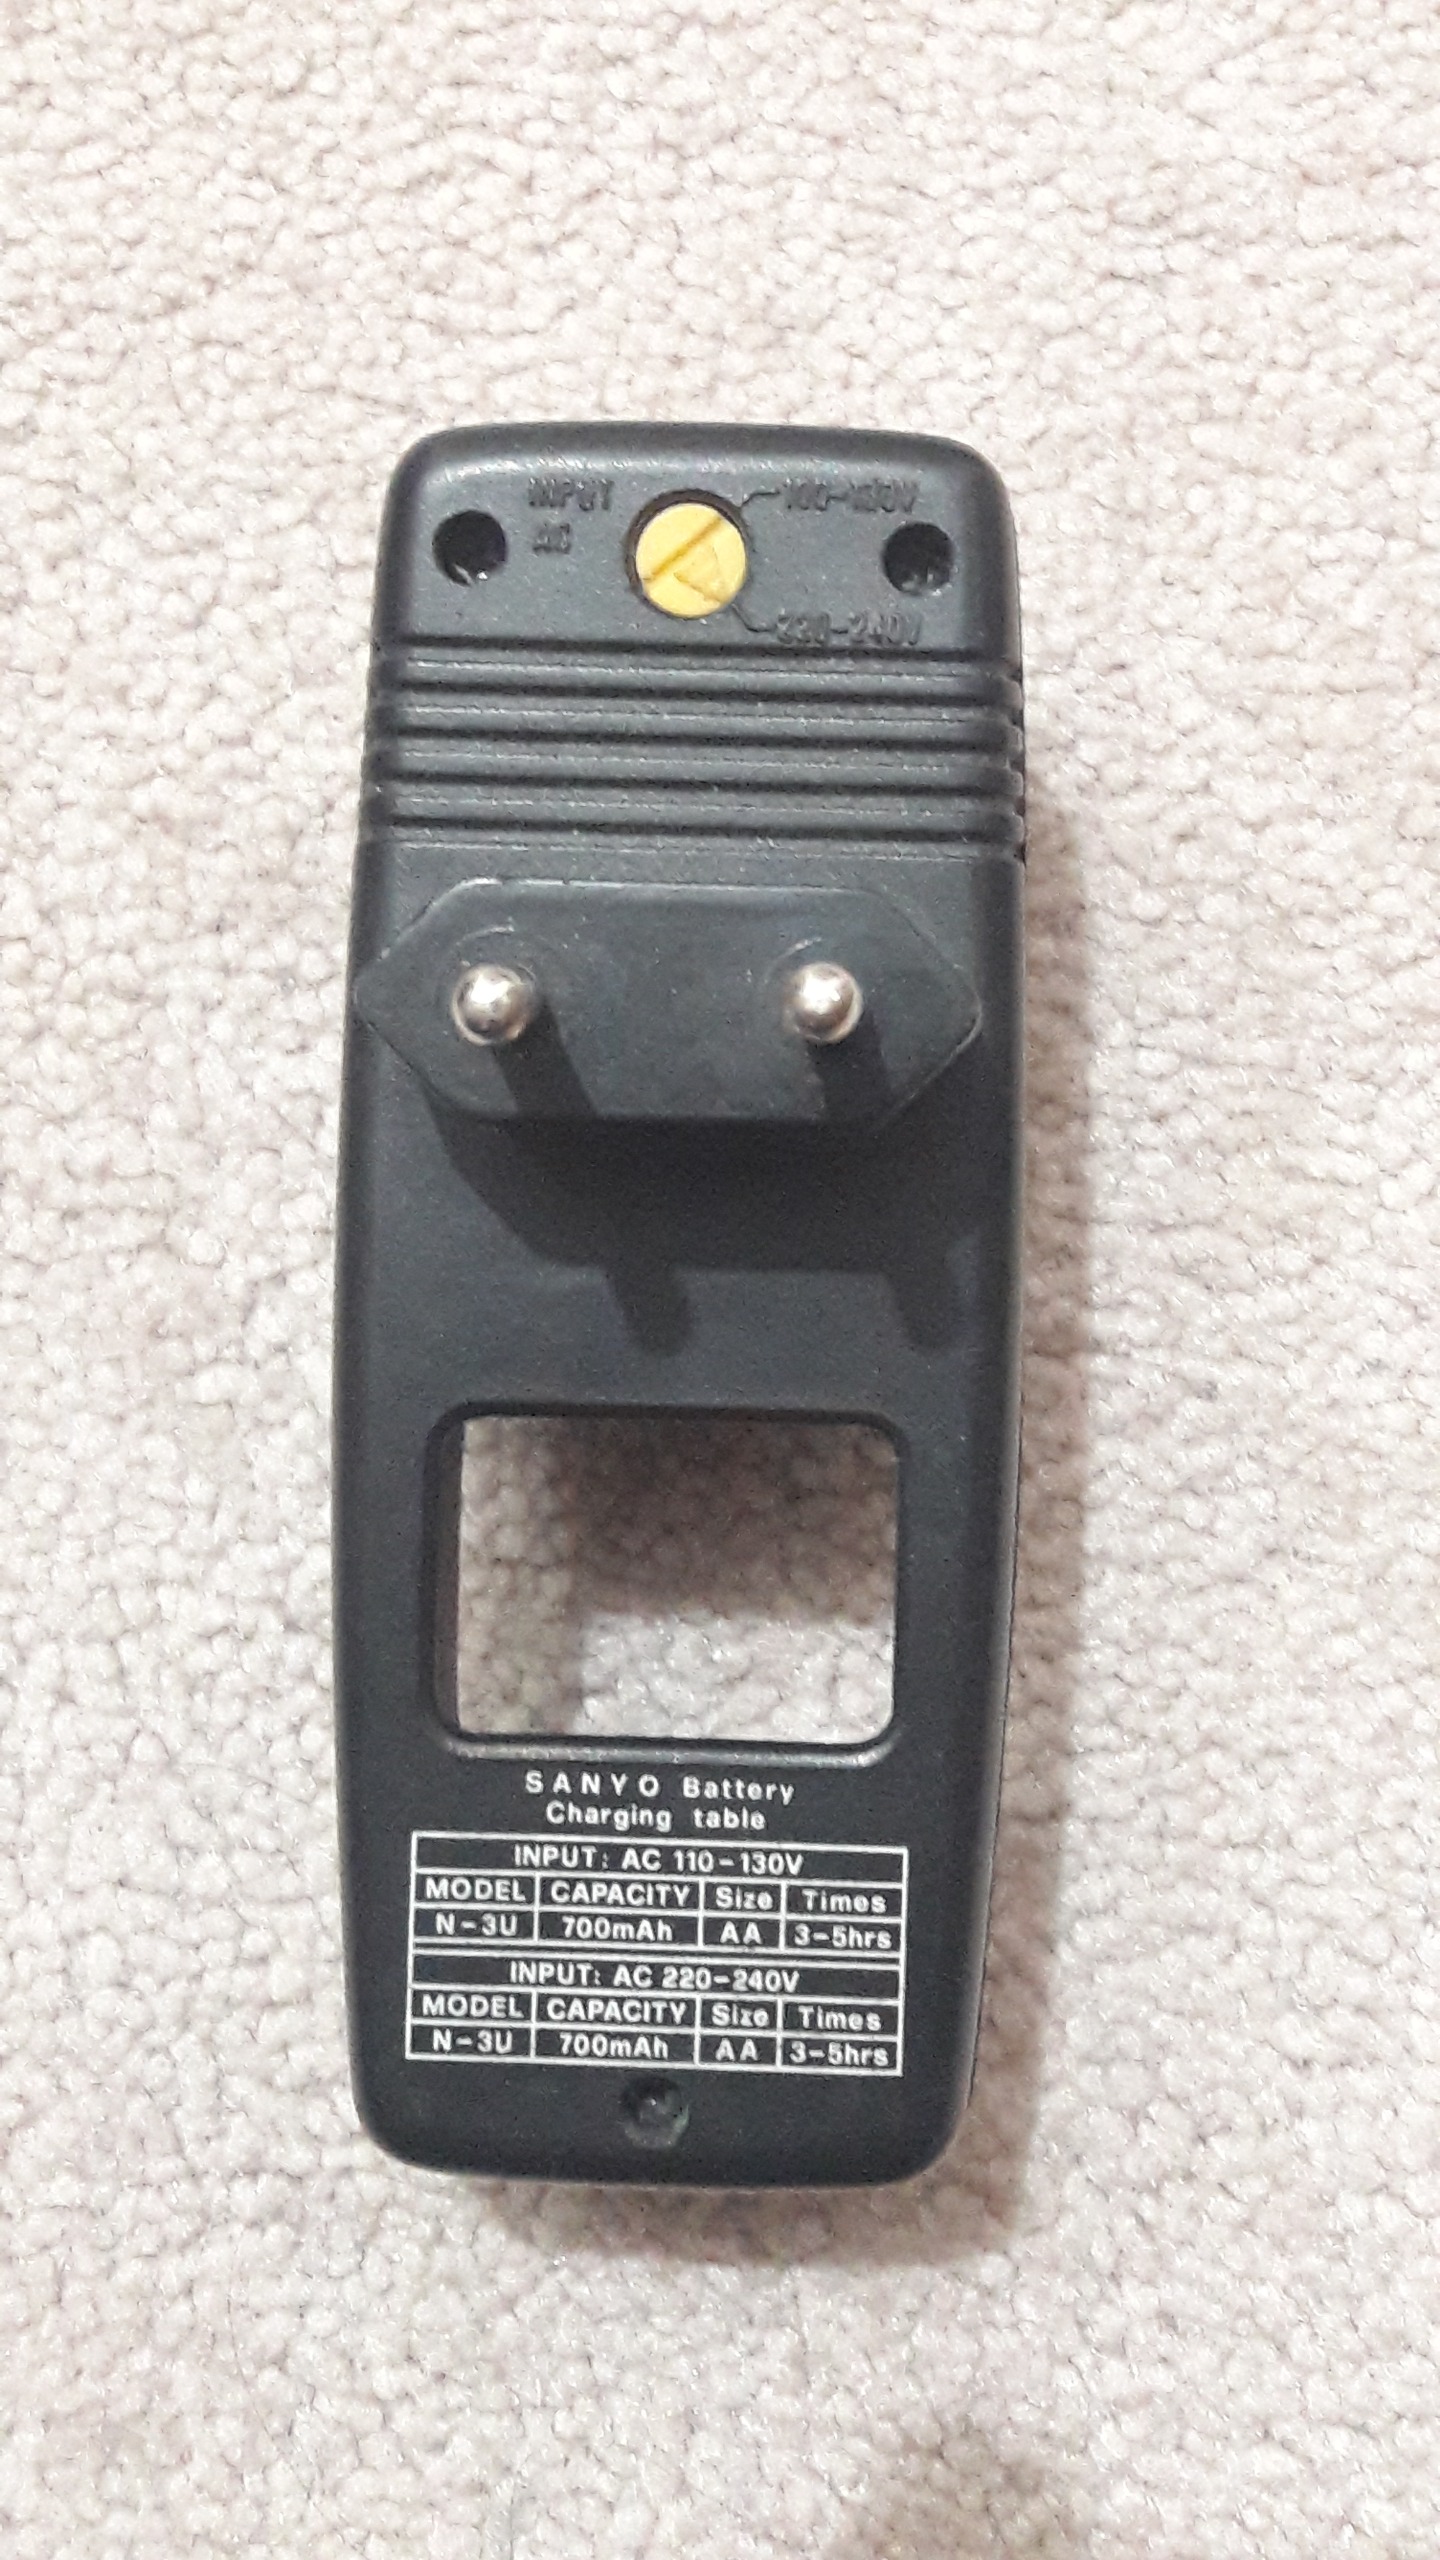 INPUT
AC
220-240V
SANYO Battery
Charging table
INPUT: AC 110-130V
MODEL CAPACITY Size Times
N-3U 700mAh AA 3-5hrs
INPUT: AC 220-240V
MODEL CAPACITY Size Times
N-3U 700mAh AA 3-5hrs